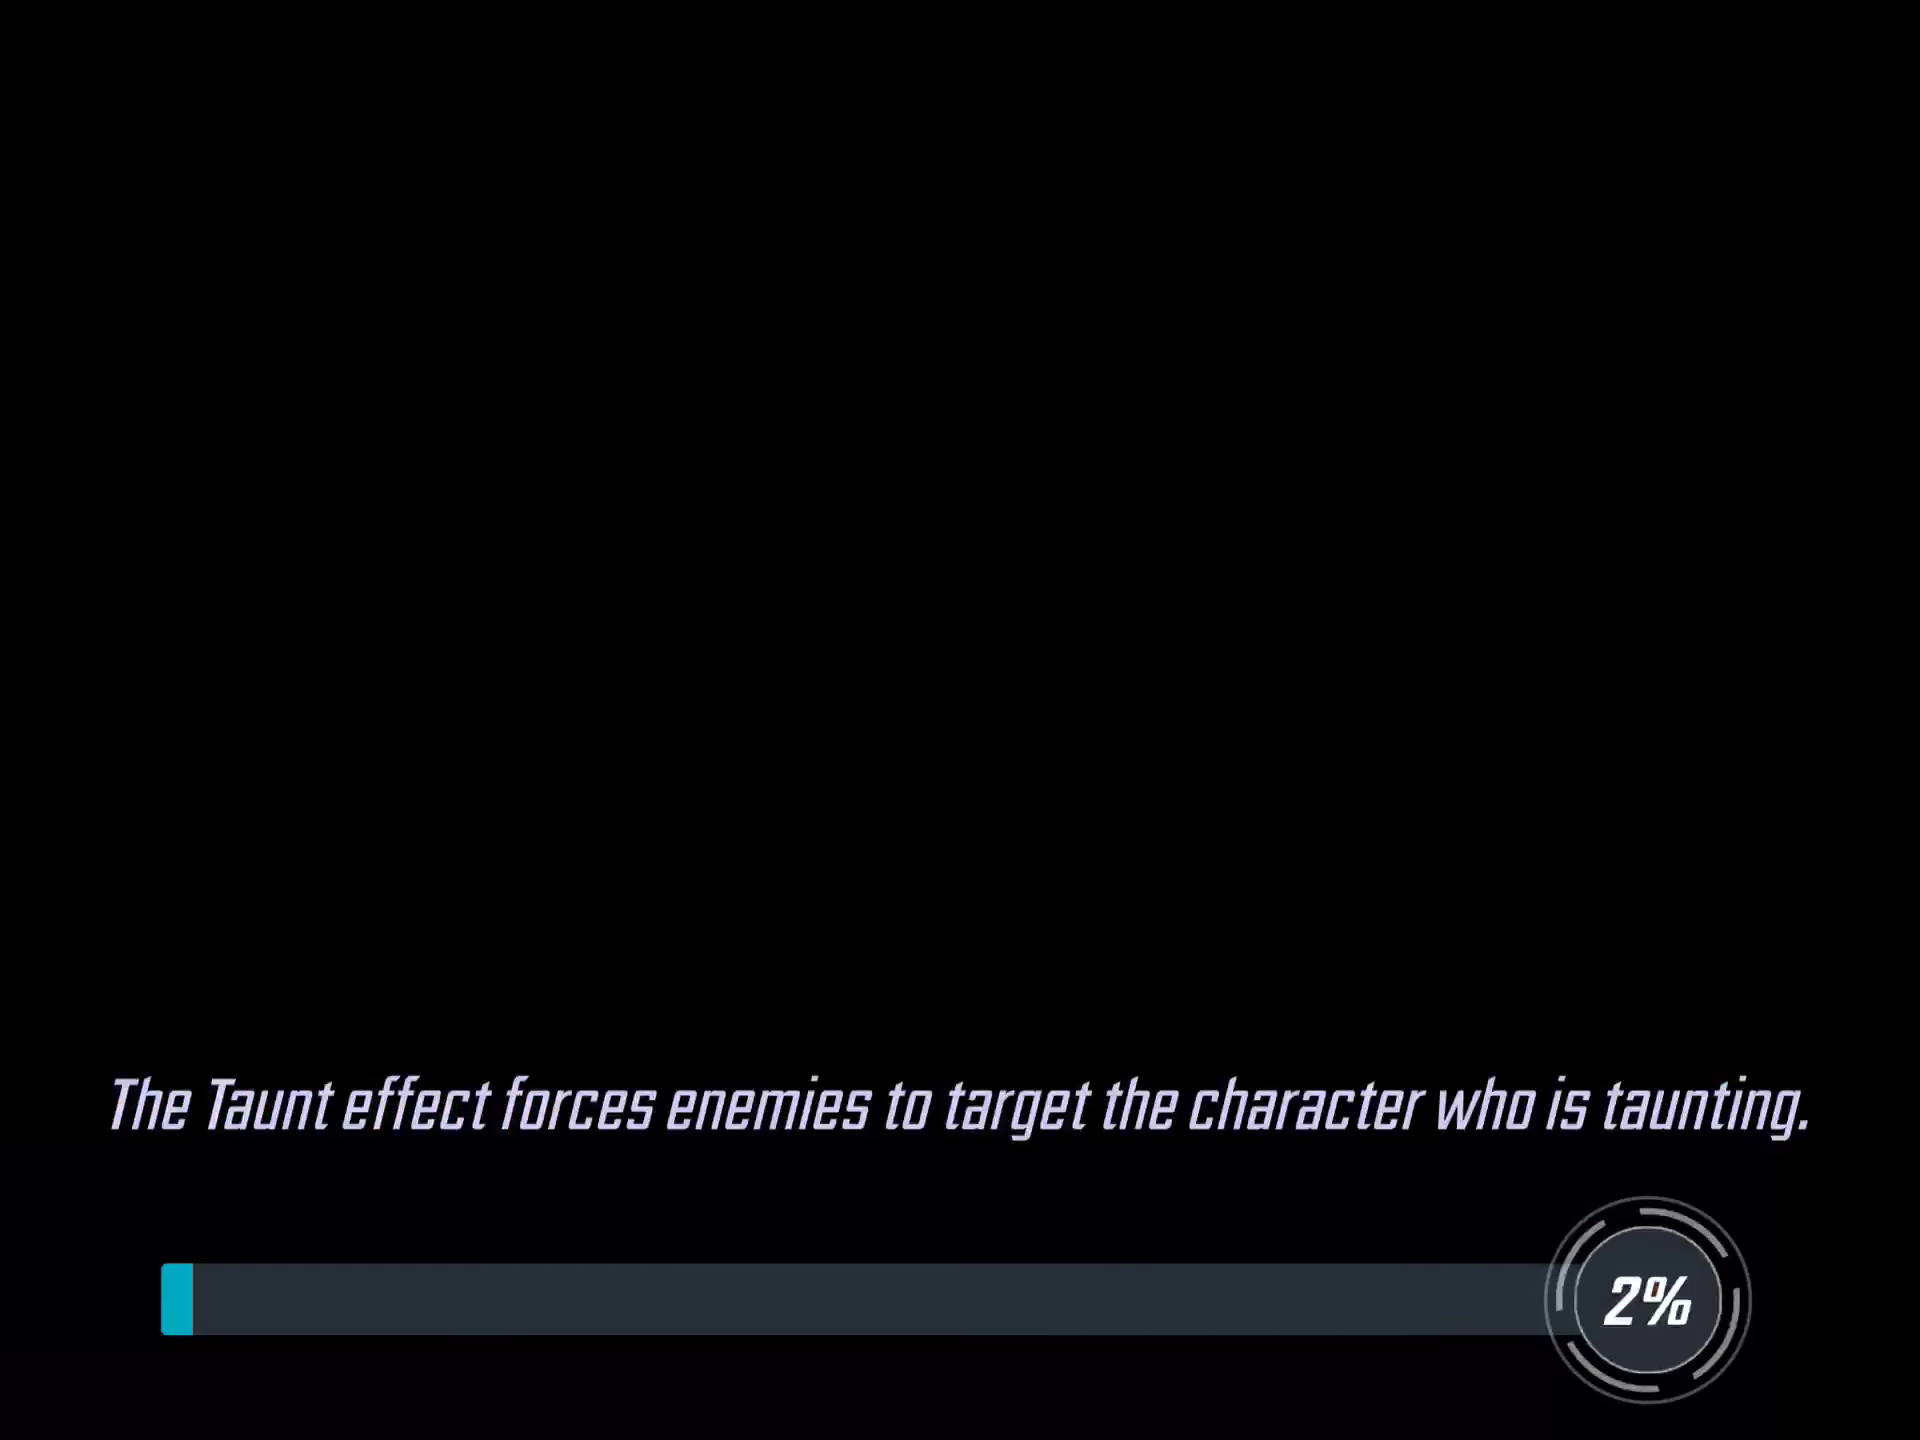 The Taunt effect forces enemies to target the character who is taunting.
2%